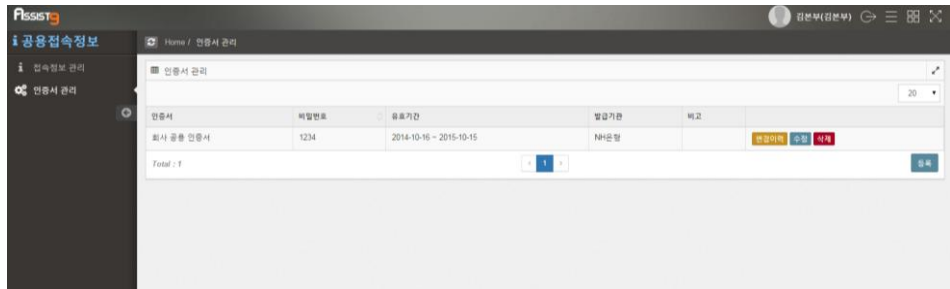 Assist9
김본부(김본부)
공용접속정보
Home / 인증서 관리
접속정보 관리
인증서 관리
인증서 관리
20
인증서 비밀번호 유효기간 발급기관 비고
회사 공용 인증서 1234 2014-10-16 ~ 2015-10-15 NH은행 변경이력 수정 삭제
Total : 1 1 등록